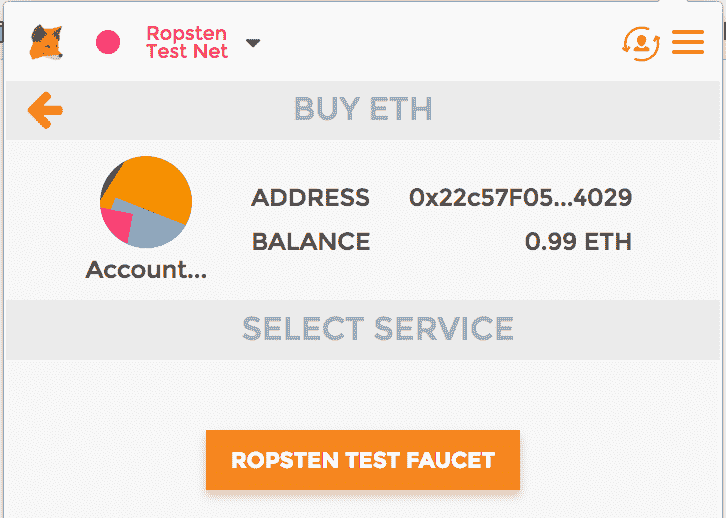 Ropsten
Test Net
BUY ETH
ADDRESS 0x22c57F05...4029
BALANCE 0.99 ETH
Account...
SELECT SERVICE
ROPSTEN TEST FAUCET